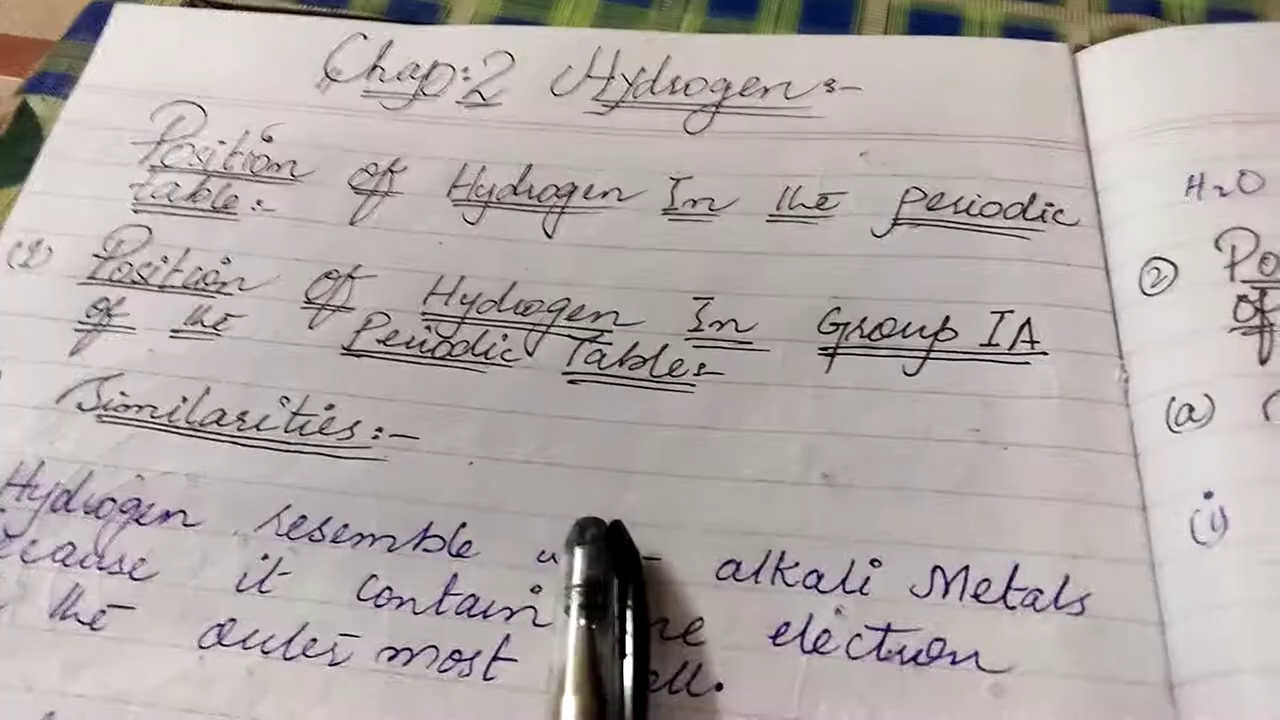 Chap:2 Hydrogen:-
Position of Hydrogen In the periodic
table:-
(1) Position of Hydrogen In Group IA
of the Periodic Table:-
Similarities:-
Hydrogen resemble alkali Metals
it contain electron
the outer most
H2O
②
of
(a)
(i)